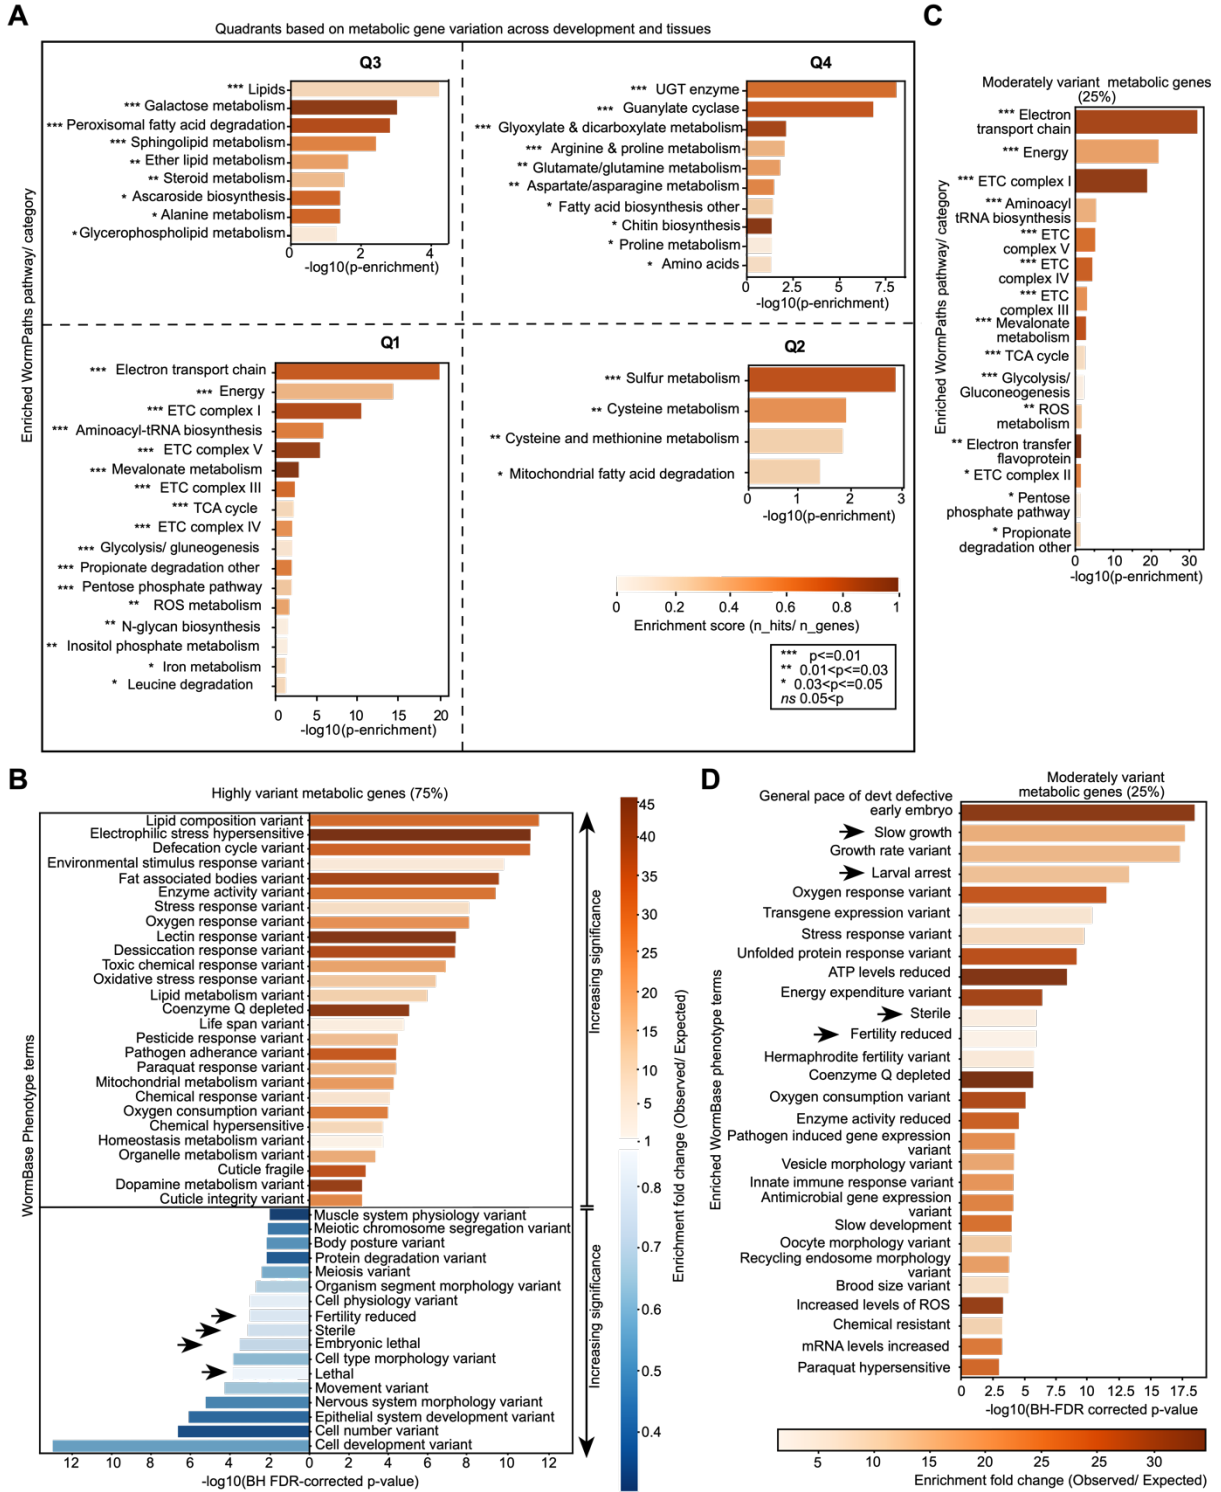 A
Quadrants based on metabolic gene variation across development and tissues
Enriched WormPaths pathway/ category
Q3
*** Lipids
*** Galactose metabolism
*** Peroxisomal fatty acid degradation
*** Sphingolipid metabolism
** Ether lipid metabolism
** Steroid metabolism
* Ascaroside biosynthesis
* Alanine metabolism
* Glycerophospholipid metabolism
0 2 4
-log10(p-enrichment)
Q4
*** UGT enzyme
*** Guanylate cyclase
*** Glyoxylate & dicarboxylate metabolism
*** Arginine & proline metabolism
** Glutamate/glutamine metabolism
** Aspartate/asparagine metabolism
* Fatty acid biosynthesis other
* Chitin biosynthesis
* Proline metabolism
* Amino acids
0 2.5 5 7.5
-log10(p-enrichment)
Q1
*** Electron transport chain
*** Energy
*** ETC complex I
*** Aminoacyl-tRNA biosynthesis
*** ETC complex V
*** Mevalonate metabolism
*** ETC complex III
*** TCA cycle
*** ETC complex IV
*** Glycolysis/ gluneogenesis
*** Propionate degradation other
*** Pentose phosphate pathway
** ROS metabolism
** N-glycan biosynthesis
** Inositol phosphate metabolism
* Iron metabolism
* Leucine degradation
0 5 10 15 20
-log10(p-enrichment)
Q2
*** Sulfur metabolism
** Cysteine metabolism
** Cysteine and methionine metabolism
* Mitochondrial fatty acid degradation
0 1 2 3
-log10(p-enrichment)
0 0.2 0.4 0.6 0.8 1
Enrichment score (n_hits/ n_genes)
*** p<=0.01
** 0.01<p<=0.03
* 0.03<p<=0.05
ns 0.05<p
C
Moderately variant metabolic genes
(25%)
Enriched WormPaths pathway/ category
*** Electron
transport chain
*** Energy
*** ETC complex I
*** Aminoacyl
tRNA biosynthesis
*** ETC
complex V
*** ETC
complex IV
*** ETC
complex III
*** Mevalonate
metabolism
*** TCA cycle
*** Glycolysis/
Gluconeogenesis
** ROS
metabolism
** Electron transfer
flavoprotein
* ETC complex II
* Pentose
phosphate pathway
* Propionate
degradation other
0 10 20 30
-log10(p-enrichment)
B
Highly variant metabolic genes (75%)
WormBase Phenotype terms
Lipid composition variant
Electrophilic stress hypersensitive
Defecation cycle variant
Environmental stimulus response variant
Fat associated bodies variant
Enzyme activity variant
Stress response variant
Oxygen response variant
Lectin response variant
Dessiccation response variant
Toxic chemical response variant
Oxidative stress response variant
Lipid metabolism variant
Coenzyme Q depleted
Life span variant
Pesticide response variant
Pathogen adherance variant
Paraquat response variant
Mitochondrial metabolism variant
Chemical response variant
Oxygen consumption variant
Chemical hypersensitive
Homeostasis metabolism variant
Organelle metabolism variant
Cuticle fragile
Dopamine metabolism variant
Cuticle integrity variant
Muscle system physiology variant
Meiotic chromosome segregation variant
Body posture variant
Protein degradation variant
Meiosis variant
Organism segment morphology variant
Cell physiology variant
Fertility reduced
Sterile
Embryonic lethal
Cell type morphology variant
Lethal
Movement variant
Nervous system morphology variant
Epithelial system development variant
Cell number variant
Cell development variant
12 10 8 6 4 2 0 2 4 6 8 10 12
-log10(BH FDR-corrected p-value)
Increasing significance
Increasing significance
45
40
35
30
25
20
15
10
5
1
0.8
0.7
0.6
0.5
0.4
Enrichment fold change (Observed/ Expected)
D
Moderately variant
metabolic genes (25%)
Enriched WormBase phenotype terms
General pace of devt defective
early embryo
Slow growth
Growth rate variant
Larval arrest
Oxygen response variant
Transgene expression variant
Stress response variant
Unfolded protein response variant
ATP levels reduced
Energy expenditure variant
Sterile
Fertility reduced
Hermaphrodite fertility variant
Coenzyme Q depleted
Oxygen consumption variant
Enzyme activity reduced
Pathogen induced gene expression
variant
Vesicle morphology variant
Innate immune response variant
Antimicrobial gene expression
variant
Slow development
Oocyte morphology variant
Recycling endosome morphology
variant
Brood size variant
Increased levels of ROS
Chemical resistant
mRNA levels increased
Paraquat hypersensitive
0 2.5 5 7.5 10 12.5 15 17.5
-log10(BH-FDR corrected p-value
5 10 15 20 25 30
Enrichment fold change (Observed/ Expected)